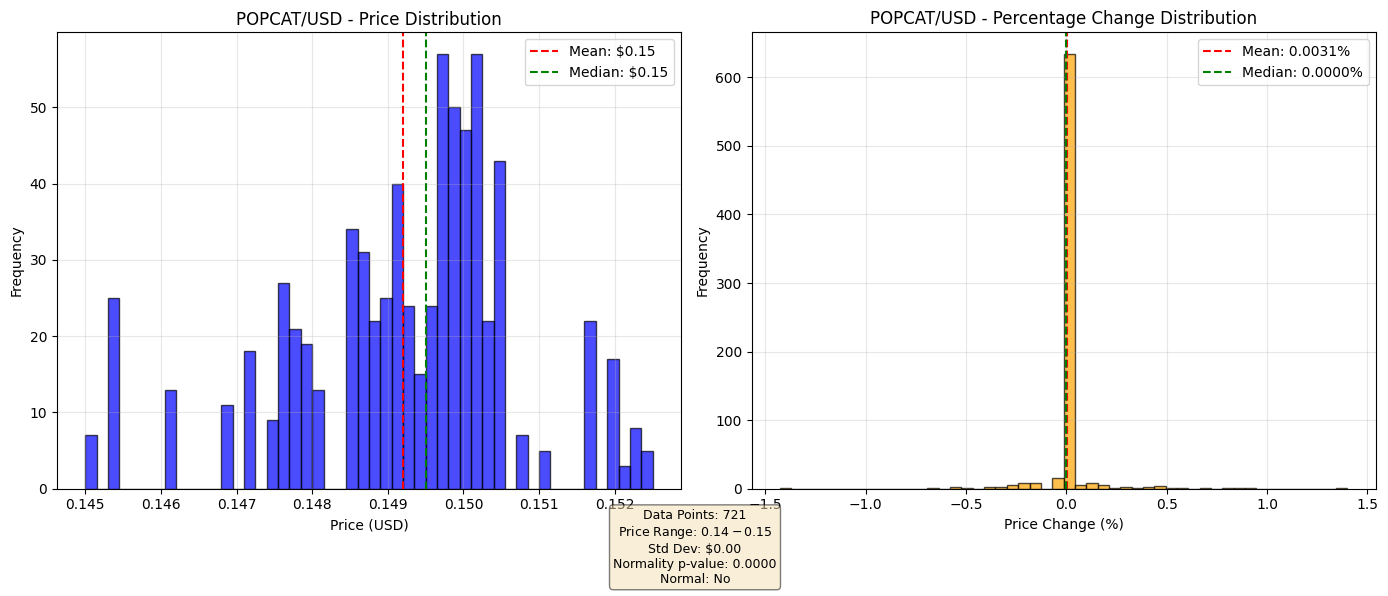 POPCAT/USD - Price Distribution
Mean: $0.15
Median: $0.15
Frequency
50
40
30
20
10
0
0.145 0.146 0.147 0.148 0.149 0.150 0.151 0.152
Price (USD)
POPCAT/USD - Percentage Change Distribution
Mean: 0.0031%
Median: 0.0000%
Frequency
600
500
400
300
200
100
0
−1.5 −1.0 −0.5 0.0 0.5 1.0 1.5
Price Change (%)
Data Points: 721
Price Range: 0.14 − 0.15
Std Dev: $0.00
Normality p-value: 0.0000
Normal: No